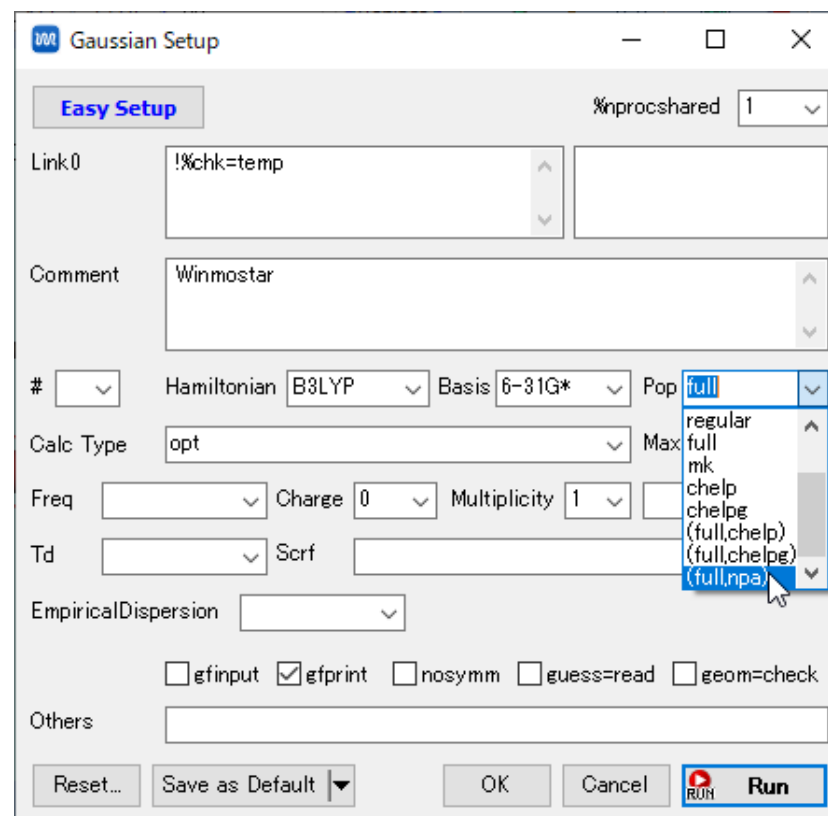 Gaussian Setup
Easy Setup %nprocshared 1
Link0 !%chk=temp
Comment Winmostar
# Hamiltonian B3LYP Basis 6-31G* Pop full
regular
Calc Type opt Max full
mk
chelp
Freq Charge 0 Multiplicity 1 chelpg
(full,chelp)
Td Scrf (full,chelpg)
(full,npa)
EmpiricalDispersion
gfinput gfprint nosymm guess=read geom=check
Others
Reset... Save as Default OK Cancel RUN Run